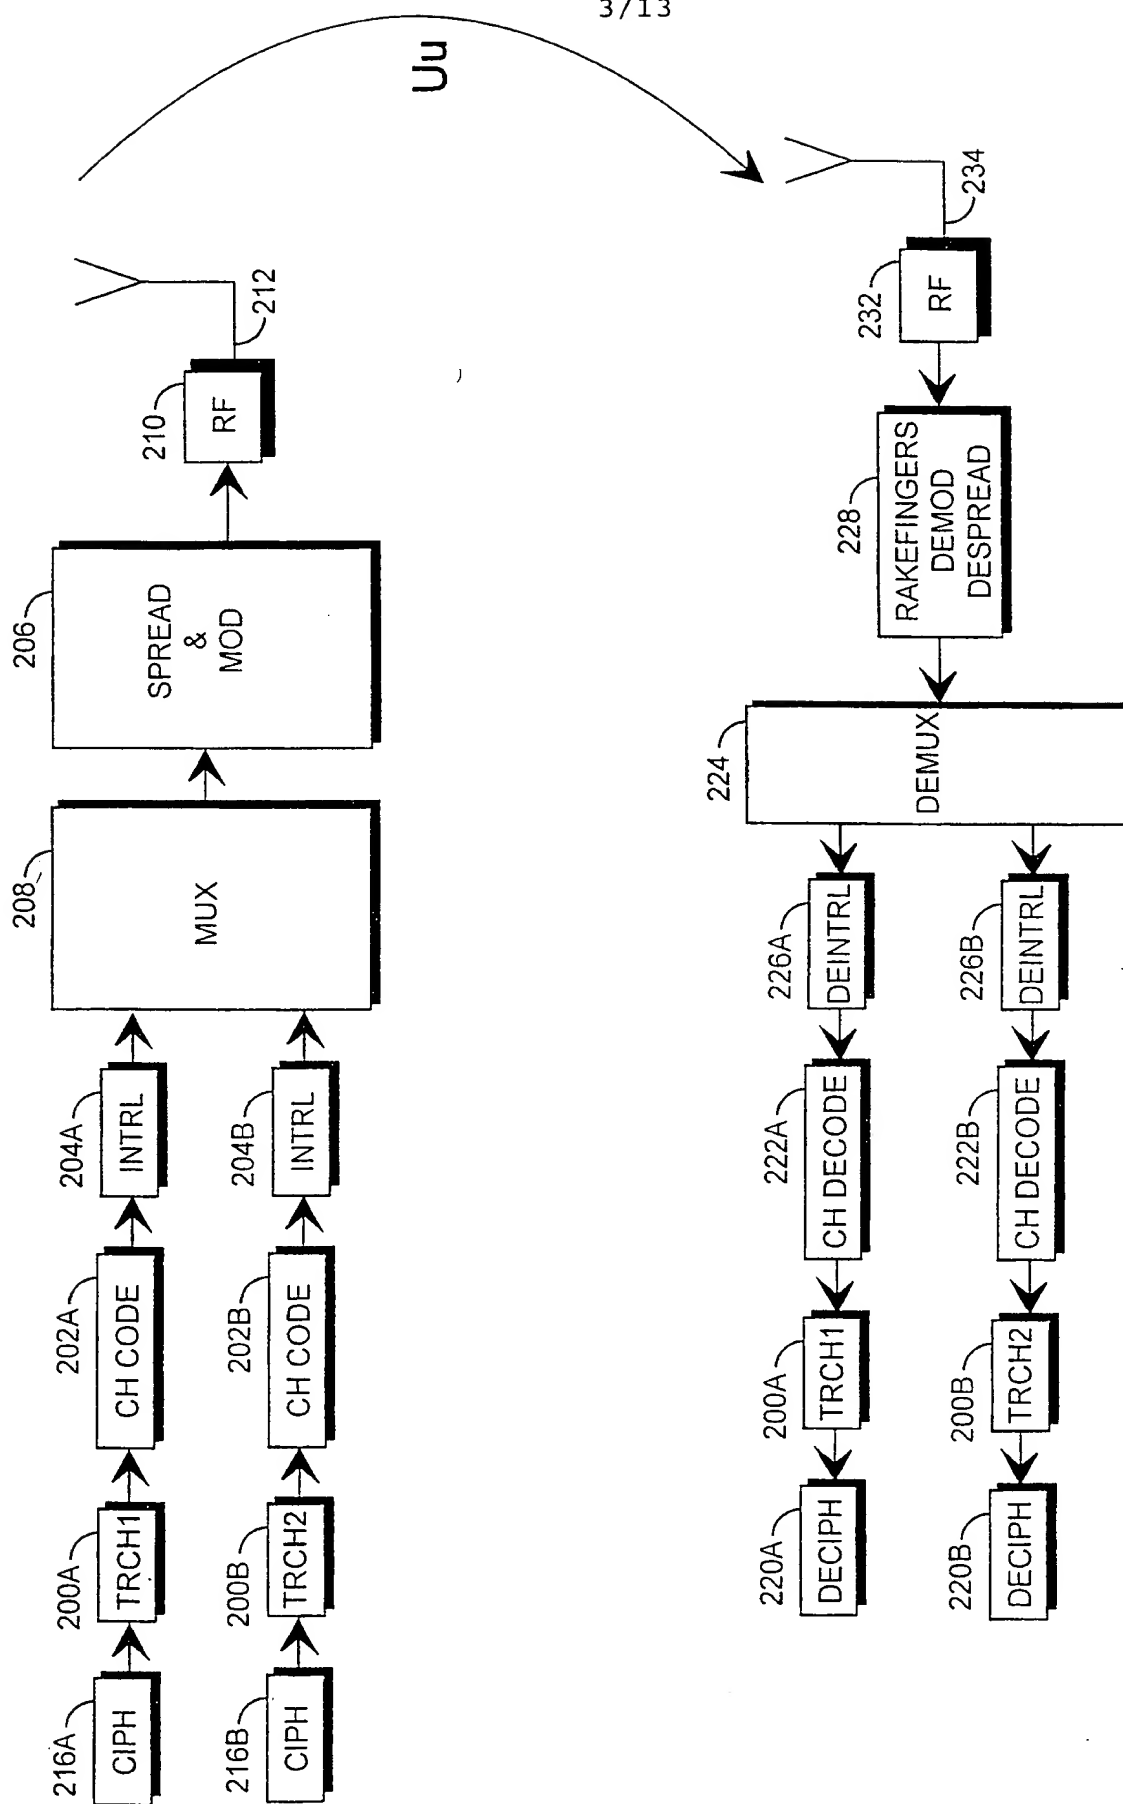 3/13
Uu
216A
CIPH
200A
TRCH1
202A
CH CODE
204A
INTRL
216B
CIPH
200B
TRCH2
202B
CH CODE
204B
INTRL
208
MUX
206
SPREAD
&
MOD
210
RF
212
220A
DECIPH
200A
TRCH1
222A
CH DECODE
226A
DEINTRL
220B
DECIPH
200B
TRCH2
222B
CH DECODE
226B
DEINTRL
224
DEMUX
228
RAKEFINGERS
DEMOD
DESPREAD
232
RF
234